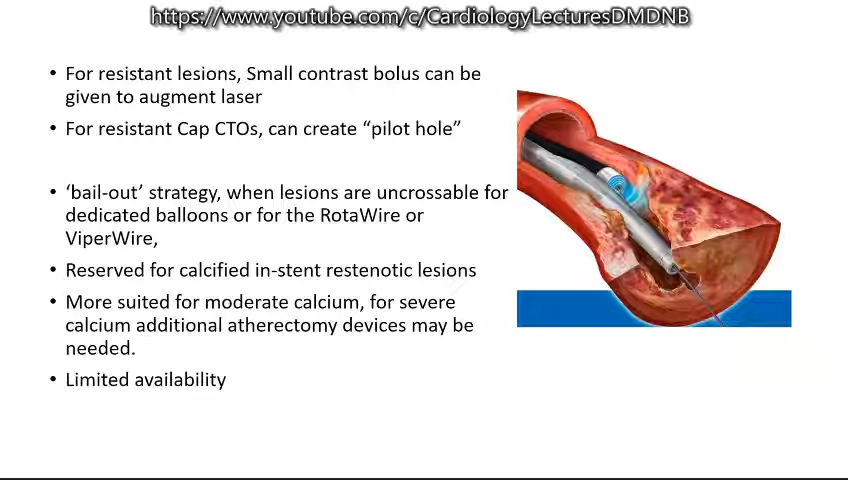 https://www.youtube.com/c/CardiologyLecturesDMDNB
• For resistant lesions, Small contrast bolus can be
given to augment laser
• For resistant Cap CTOs, can create “pilot hole”
• ‘bail-out’ strategy, when lesions are uncrossable for
dedicated balloons or for the RotaWire or
ViperWire,
• Reserved for calcified in-stent restenotic lesions
• More suited for moderate calcium, for severe
calcium additional atherectomy devices may be
needed.
• Limited availability